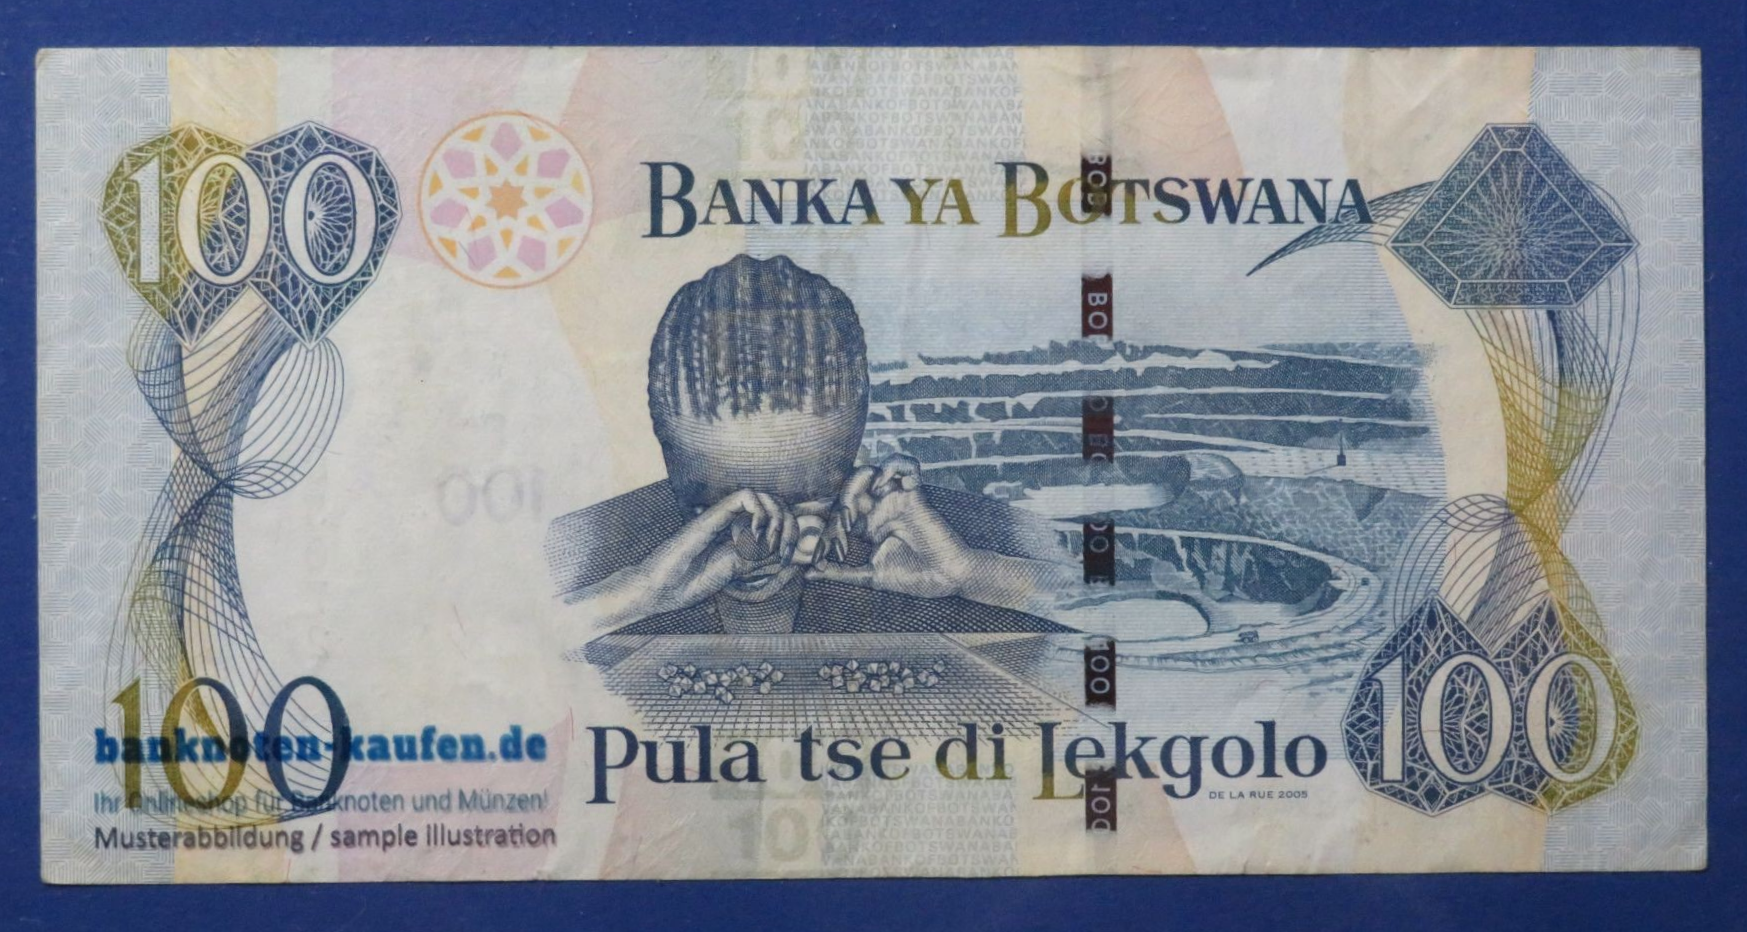 100
BANKA YA BOTSWANA
100
100
Pula tse di lekgolo
100
DE LA RUE 2005
banknoten-kaufen.de
Ihr Onlineshop für Banknoten und Münzen!
Musterabbildung / sample illustration